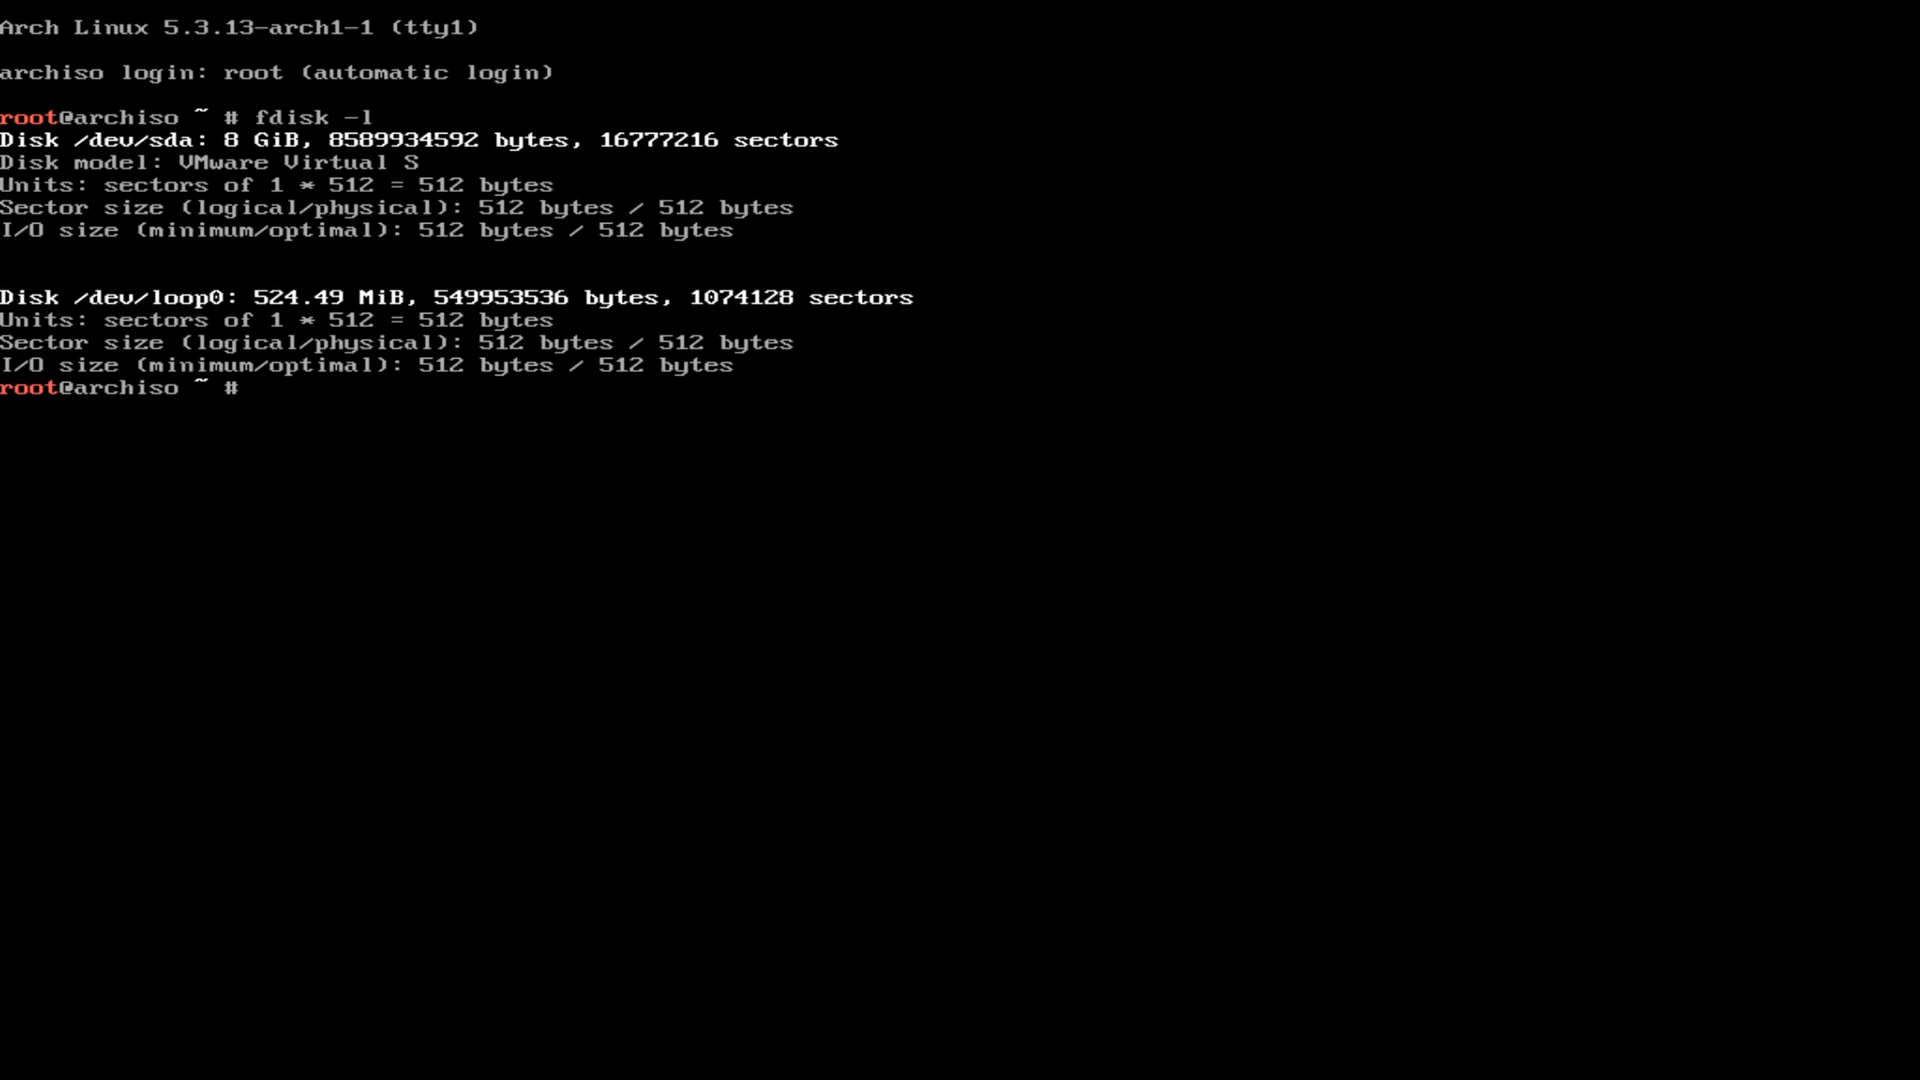 Arch Linux 5.3.13-arch1-1 (tty1)
archiso login: root (automatic login)
root@archiso ~ # fdisk -l
Disk /dev/sda: 8 GiB, 8589934592 bytes, 16777216 sectors
Disk model: VMware Virtual S
Units: sectors of 1 * 512 = 512 bytes
Sector size (logical/physical): 512 bytes / 512 bytes
I/O size (minimum/optimal): 512 bytes / 512 bytes
Disk /dev/loop0: 524.49 MiB, 549953536 bytes, 1074128 sectors
Units: sectors of 1 * 512 = 512 bytes
Sector size (logical/physical): 512 bytes / 512 bytes
I/O size (minimum/optimal): 512 bytes / 512 bytes
root@archiso ~ #